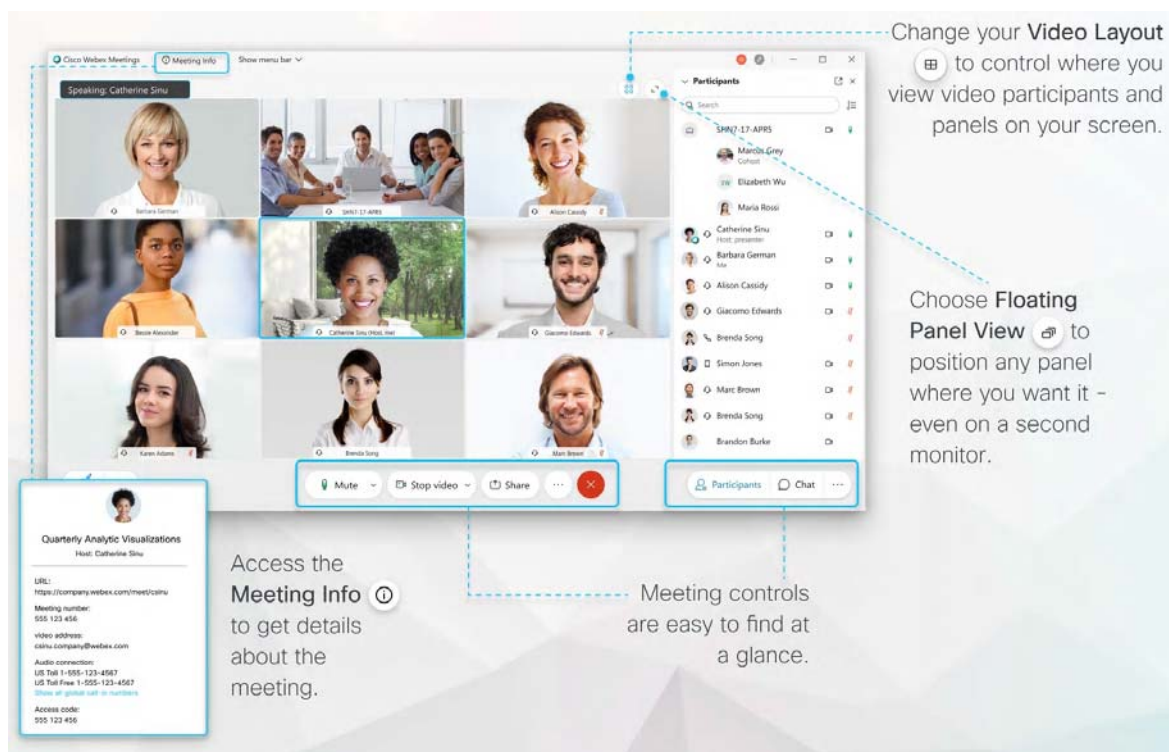 Cisco Webex Meetings
Meeting Info
Show menu bar
Speaking: Catherine Sinu
Barbara German
SHN7-17-APR5
Alison Cassidy
Bessie Alexander
Catherine Sinu (Host, me)
Giacomo Edwards
Karen Adams
Brenda Song
Marc Brown
Mute
Stop video
Share
Participants
Search
SHN7-17-APR5
Marcus Grey
Cohost
EW
Elizabeth Wu
Maria Rossi
Catherine Sinu
Host, presenter
Barbara German
Me
Alison Cassidy
Giacomo Edwards
Brenda Song
Simon Jones
Marc Brown
Brenda Song
Brandon Burke
Participants
Chat
Change your Video Layout
to control where you
view video participants and
panels on your screen.
Choose Floating
Panel View to
position any panel
where you want it -
even on a second
monitor.
Quarterly Analytic Visualizations
Host: Catherine Sinu
URL:
https://company.webex.com/meet/csinu
Meeting number:
555 123 456
video address:
csinu.company@webex.com
Audio connection:
US Toll 1-555-123-4567
US Toll Free 1-555-123-4567
Show all global call-in numbers
Access code:
555 123 456
Access the
Meeting Info
to get details
about the
meeting.
Meeting controls
are easy to find at
a glance.